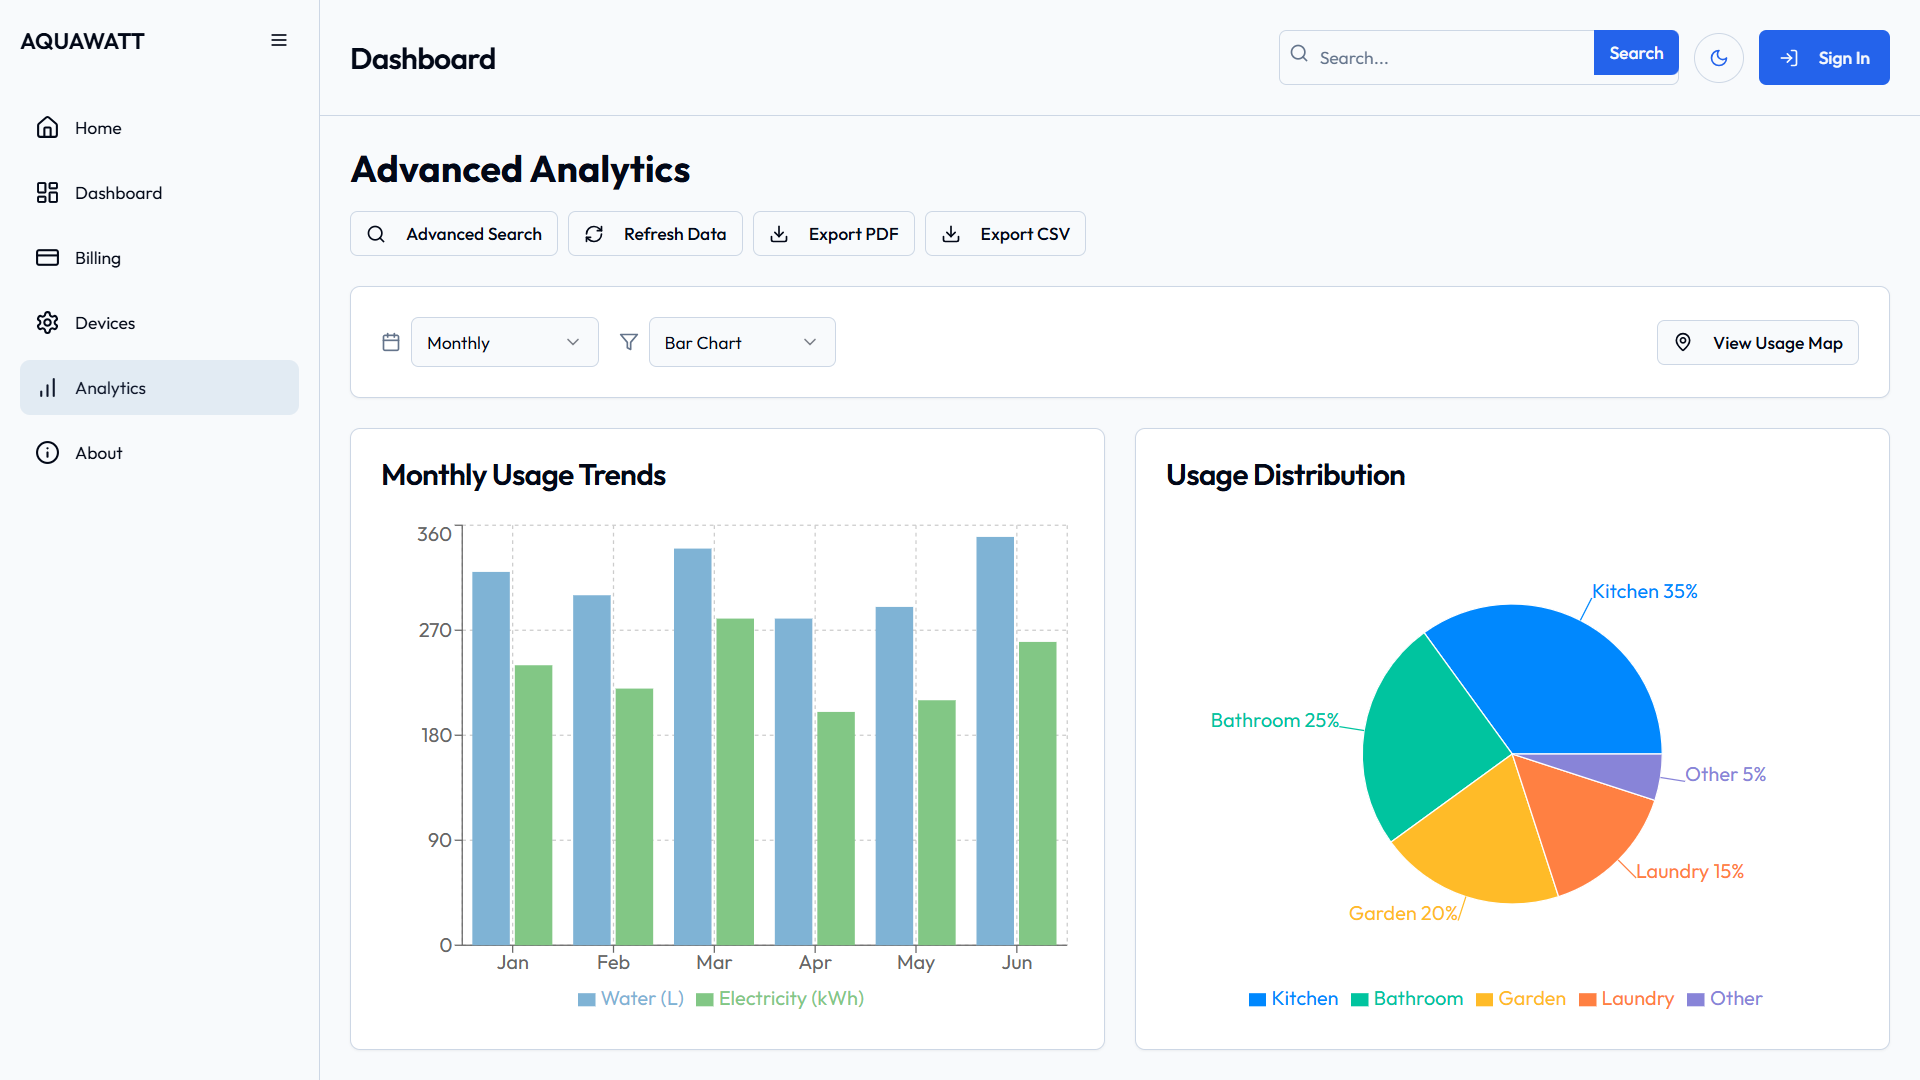 AQUAWATT
Home
Dashboard
Billing
Devices
Analytics
About
Dashboard
Search...
Search
Sign In
Advanced Analytics
Advanced Search
Refresh Data
Export PDF
Export CSV
Monthly
Bar Chart
View Usage Map
Monthly Usage Trends
360
270
180
90
0
Jan
Feb
Mar
Apr
May
Jun
Water (L)
Electricity (kWh)
Usage Distribution
Kitchen 35%
Bathroom 25%
Other 5%
Laundry 15%
Garden 20%
Kitchen
Bathroom
Garden
Laundry
Other